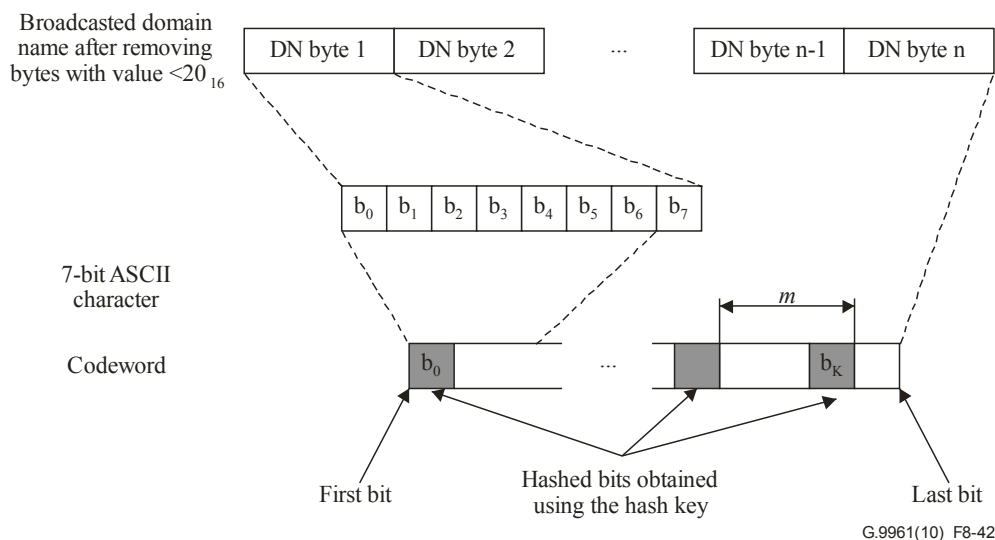 Broadcasted domain
name after removing
bytes with value <20₁₆
DN byte 1 DN byte 2 ... DN byte n-1 DN byte n
b₀ b₁ b₂ b₃ b₄ b₅ b₆ b₇
7-bit ASCII
character
m
Codeword
b₀ ... b_K
First bit
Hashed bits obtained
using the hash key
Last bit
G.9961(10)_F8-42